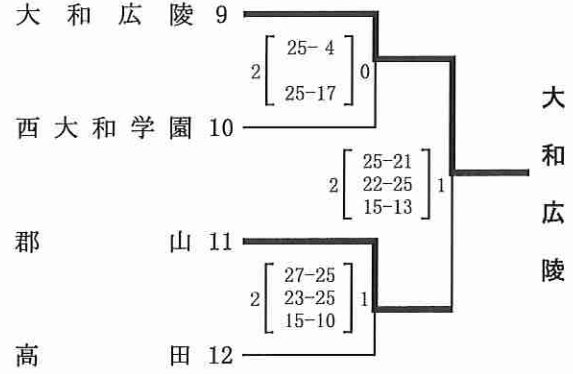 大和広陵 9
2 [25- 4 25-17] 0
西大和学園 10
2 [25-21 22-25 15-13] 1
大和広陵
郡山 11
2 [27-25 23-25 15-10] 1
高田 12